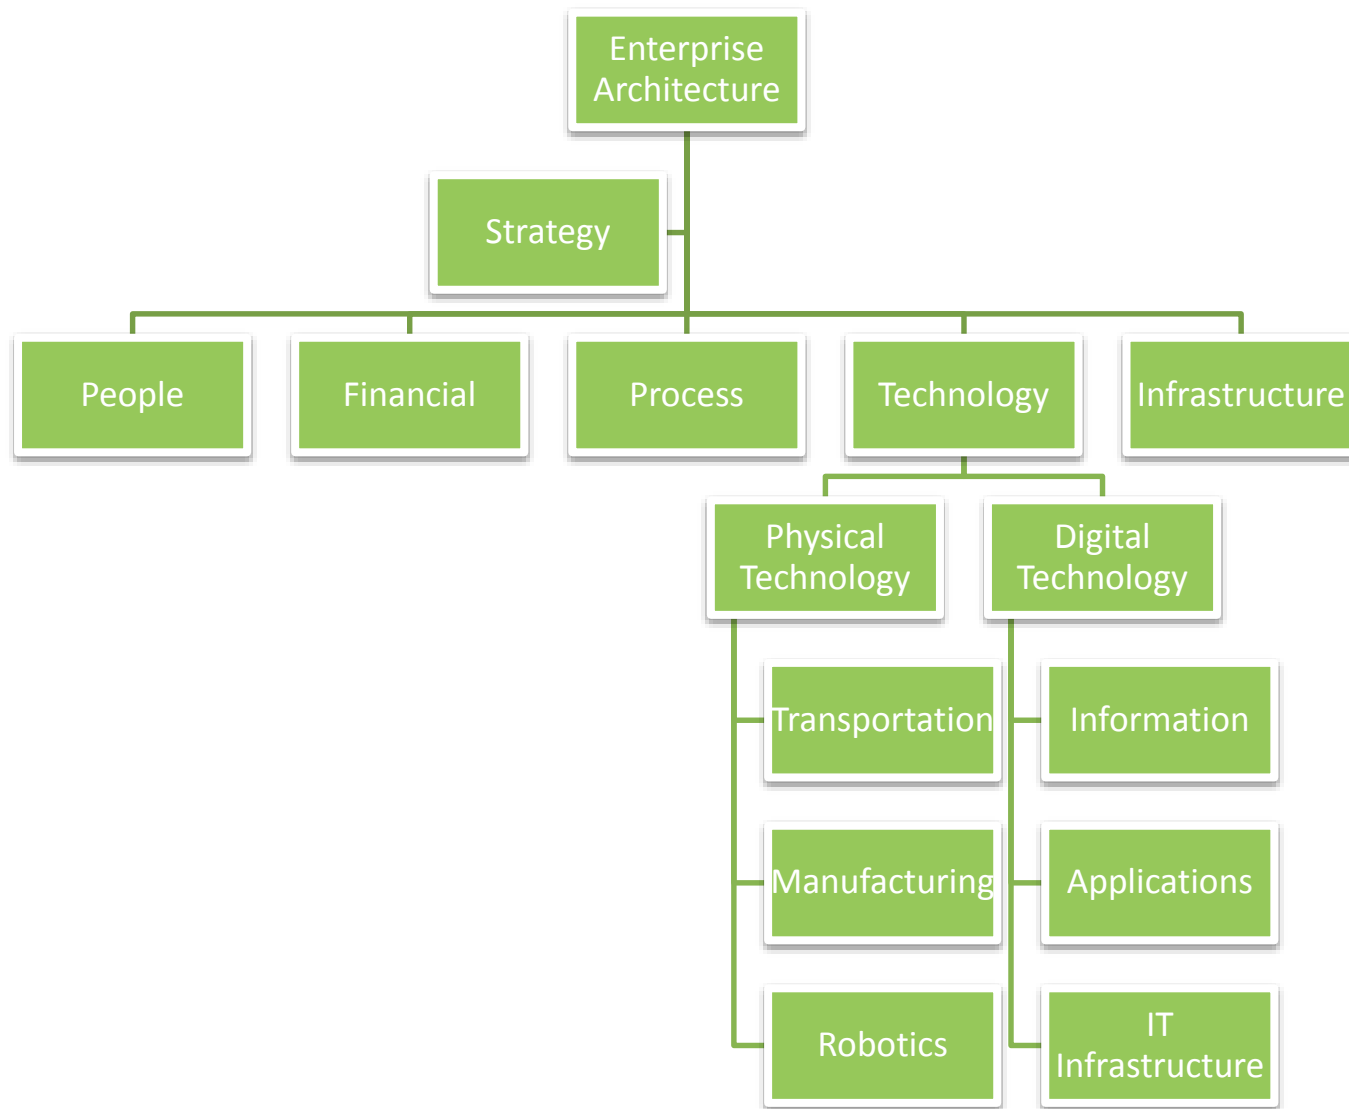 Enterprise
Architecture
Strategy
People
Financial
Process
Technology
Infrastructure
Physical
Technology
Digital
Technology
Transportation
Information
Manufacturing
Applications
Robotics
IT
Infrastructure